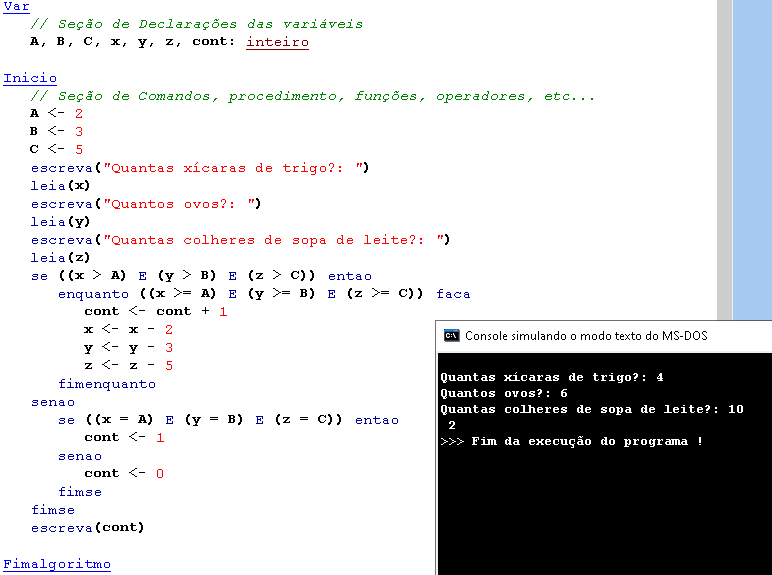 Var
// Seção de Declarações das variáveis
A, B, C, x, y, z, cont: inteiro
Inicio
// Seção de Comandos, procedimento, funções, operadores, etc...
A <- 2
B <- 3
C <- 5
escreva("Quantas xícaras de trigo?: ")
leia(x)
escreva("Quantos ovos?: ")
leia(y)
escreva("Quantas colheres de sopa de leite?: ")
leia(z)
se ((x > A) E (y > B) E (z > C)) entao
enquanto ((x >= A) E (y >= B) E (z >= C)) faca
cont <- cont + 1
x <- x - 2
y <- y - 3
z <- z - 5
fimenquanto
senao
se ((x = A) E (y = B) E (z = C)) entao
cont <- 1
senao
cont <- 0
fimse
fimse
escreva(cont)
Fimalgoritmo
C:\ Console simulando o modo texto do MS-DOS
Quantas xícaras de trigo?: 4
Quantos ovos?: 6
Quantas colheres de sopa de leite?: 10
2
>>> Fim da execução do programa !